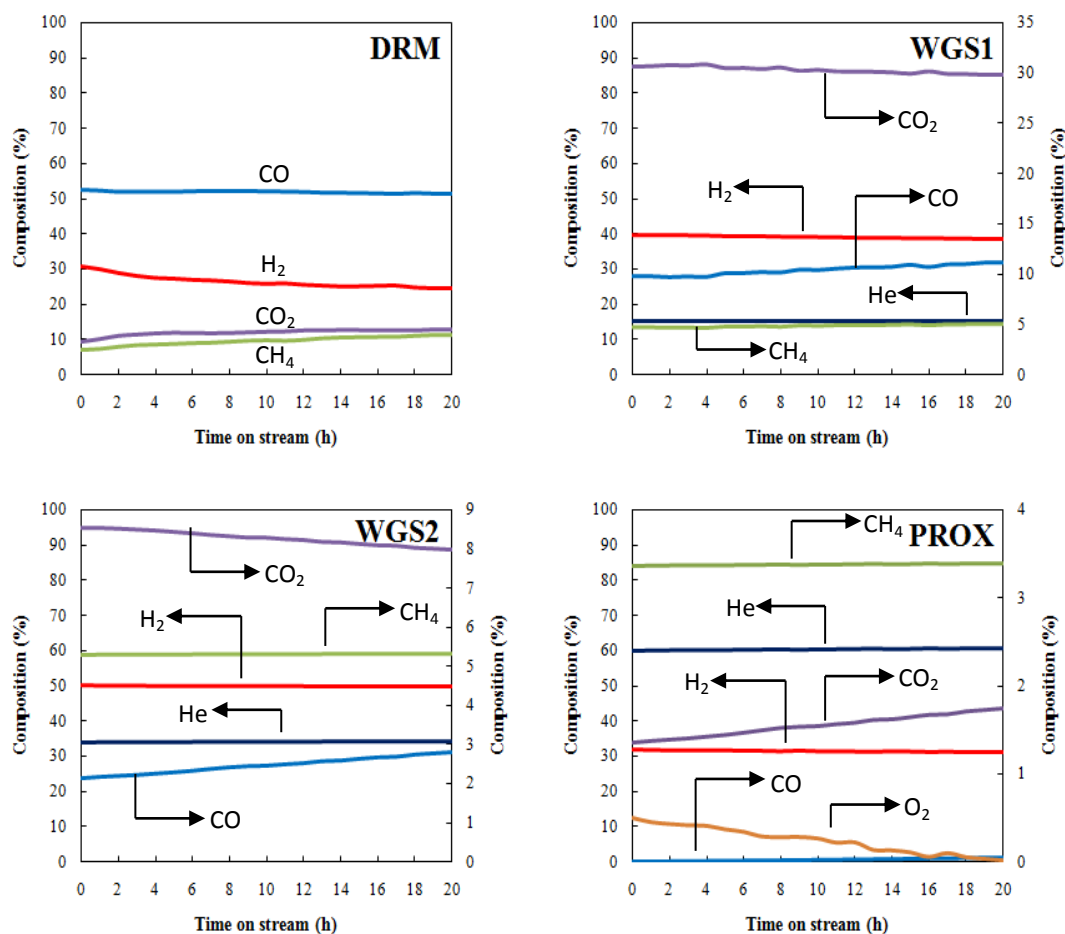 DRM
Composition (%)
100
90
80
70
60
50
40
30
20
10
0
CO
H₂
CO₂
CH₄
0 2 4 6 8 10 12 14 16 18 20
Time on stream (h)
WGS1
Composition (%)
100
90
80
70
60
50
40
30
20
10
0
CO₂
H₂
CO
He
CH₄
35
30
25
20
15
10
5
0
Composition (%)
0 2 4 6 8 10 12 14 16 18 20
Time on stream (h)
WGS2
Composition (%)
100
90
80
70
60
50
40
30
20
10
0
CO₂
H₂
CH₄
He
CO
9
8
7
6
5
4
3
2
1
0
Composition (%)
0 2 4 6 8 10 12 14 16 18 20
Time on stream (h)
PROX
Composition (%)
100
90
80
70
60
50
40
30
20
10
0
CH₄
He
H₂
CO₂
CO
O₂
4
3
2
1
0
Composition (%)
0 2 4 6 8 10 12 14 16 18 20
Time on stream (h)